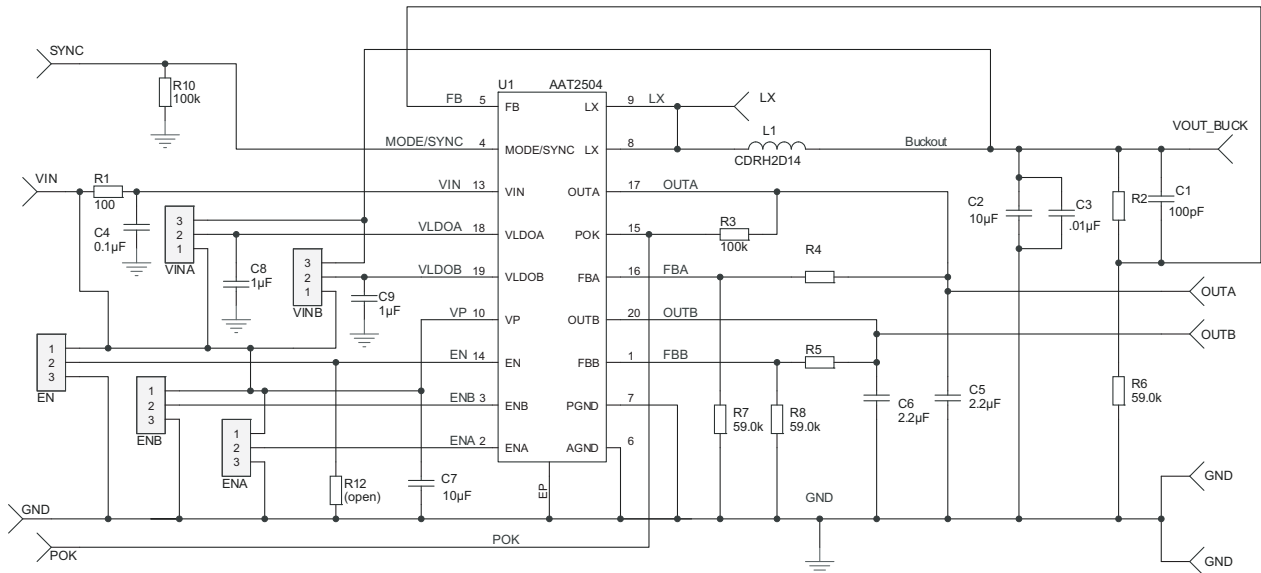 SYNC
R10
100k
U1 AAT2504
FB 5 FB LX 9 LX
LX
MODE/SYNC 4 MODE/SYNC LX 8
L1
CDRH2D14
Buckout
VOUT_BUCK
VIN
R1
100
VIN 13 VIN OUTA 17 OUTA
C4
0.1µF
3
2
1
VINA
VLDOA 18 VLDOA POK 15
R3
100k
C2
10µF
C3
.01µF
R2
C1
100pF
C8
1µF
3
2
1
VINB
VLDOB 19 VLDOB FBA 16 FBA
R4
C9
1µF
OUTA
VP 10 VP OUTB 20 OUTB
OUTB
1
2
3
EN
EN 14 EN FBB 1 FBB
R5
1
2
3
ENB
ENB 3 ENB PGND 7
R7
59.0k
R8
59.0k
C6
2.2µF
C5
2.2µF
R6
59.0k
1
2
3
ENA
ENA 2 ENA AGND 6
R12
(open)
C7
10µF
EP
GND
GND
GND
POK
POK
GND